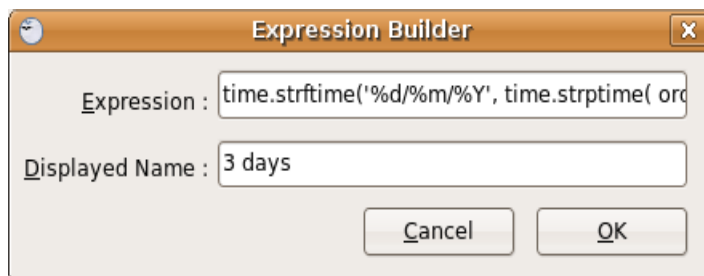 Expression Builder
Expression : time.strftime('%d/%m/%Y', time.strptime( ord
Displayed Name : 3 days
Cancel OK